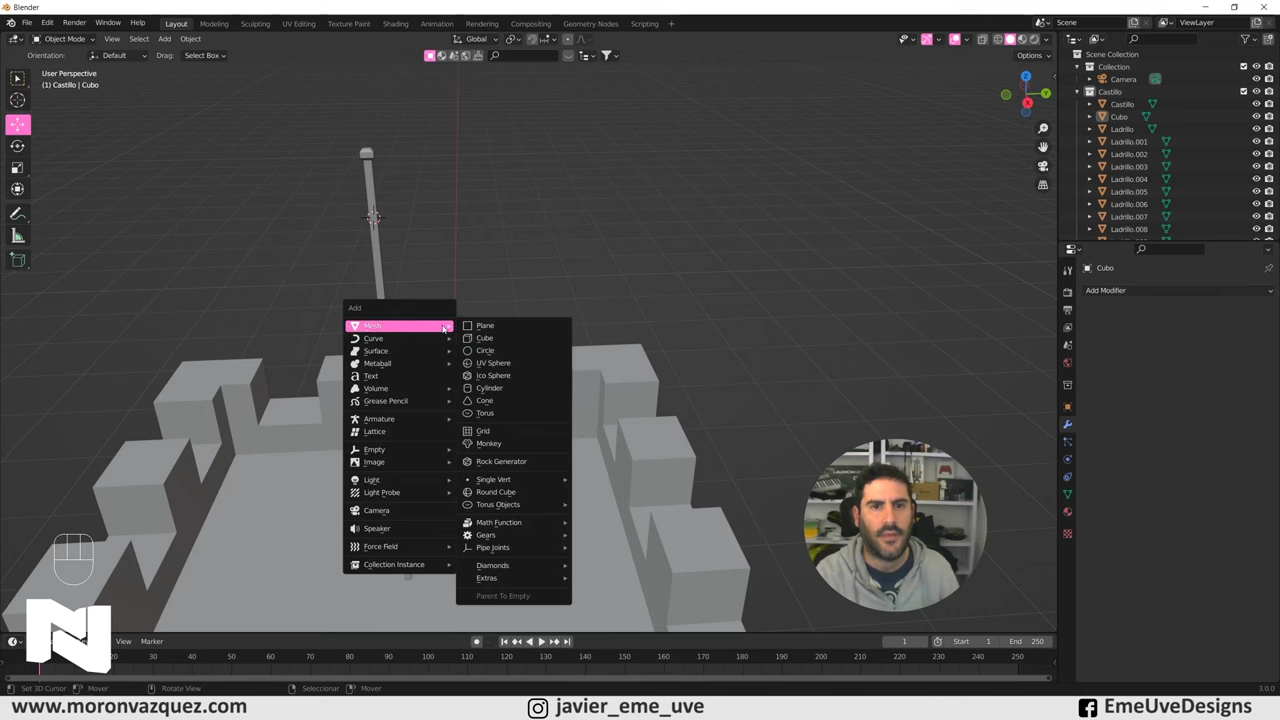 Blender
File Edit Render Window Help Layout Modeling Sculpting UV Editing Texture Paint Shading Animation Rendering Compositing Geometry Nodes Scripting + Scene ViewLayer
Object Mode View Select Add Object Global
Orientation: Default Drag: Select Box Options
User Perspective
(1) Castillo | Cubo
Scene Collection
Collection
Camera
Castillo
Castillo
Cubo
Ladrillo
Ladrillo.001
Ladrillo.002
Ladrillo.003
Ladrillo.004
Ladrillo.005
Ladrillo.006
Ladrillo.007
Ladrillo.008
X
Y
Z
Cubo
Add Modifier
Add
Mesh
Curve
Surface
Metaball
Text
Volume
Grease Pencil
Armature
Lattice
Empty
Image
Light
Light Probe
Camera
Speaker
Force Field
Collection Instance
Plane
Cube
Circle
UV Sphere
Ico Sphere
Cylinder
Cone
Torus
Grid
Monkey
Rock Generator
Single Vert
Round Cube
Torus Objects
Math Function
Gears
Pipe Joints
Diamonds
Extras
Parent To Empty
N
View Marker 1 Start 1 End 250
20 30 40 50 60 70 80 90 100 110 120 130 140 150 160 170 180 190 200 210 220 230 240 250
Set 3D Cursor Mover Rotate View Seleccionar Mover 3.0.0
www.moronvazquez.com javier_eme_uve EmeUveDesigns